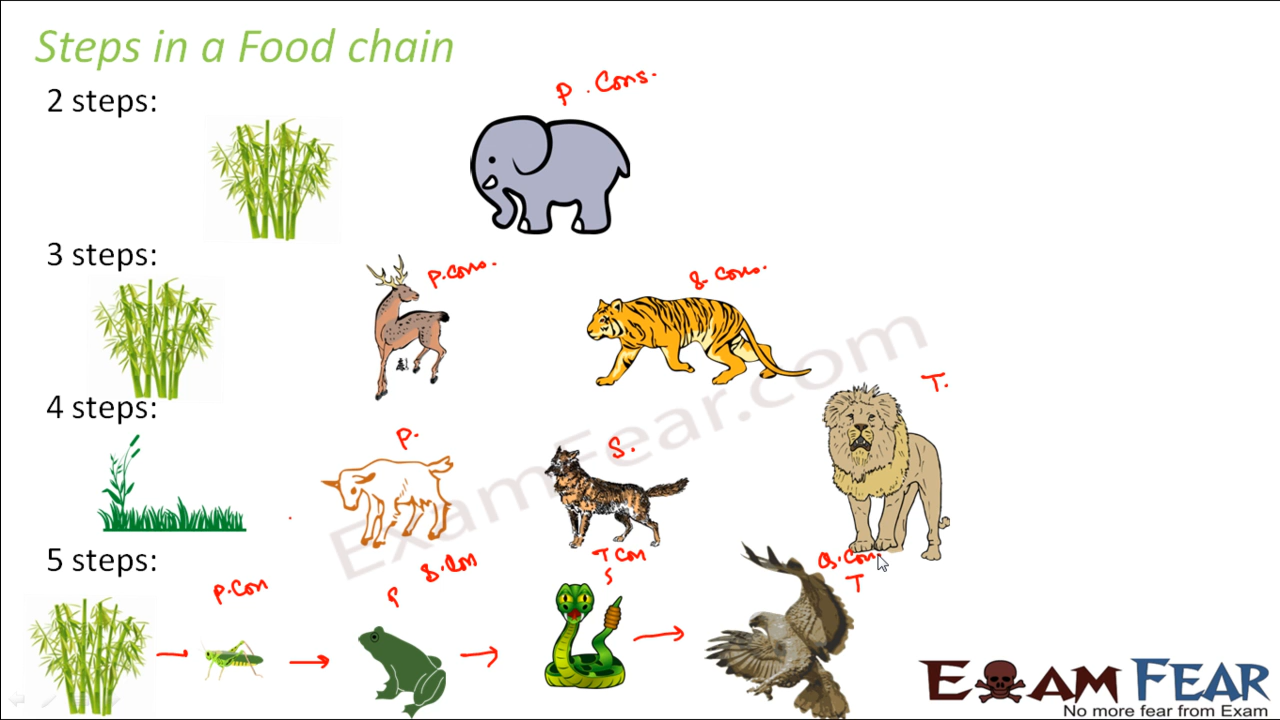 Steps in a Food chain
2 steps:
P. Cons.
3 steps:
P. Cons.
S. Cons.
4 steps:
P.
S.
T.
5 steps:
P. Con
S. Con
T Con
S
Q. Con
T
ExamFear.com
EXAM FEAR
No more fear from Exam